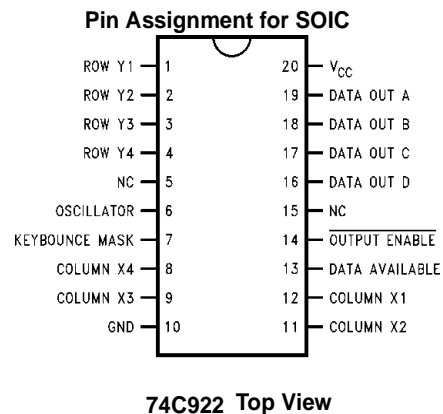 Pin Assignment for SOIC
ROW Y1 1 20 VCC
ROW Y2 2 19 DATA OUT A
ROW Y3 3 18 DATA OUT B
ROW Y4 4 17 DATA OUT C
NC 5 16 DATA OUT D
OSCILLATOR 6 15 NC
KEYBOUNCE MASK 7 14 OUTPUT ENABLE
COLUMN X4 8 13 DATA AVAILABLE
COLUMN X3 9 12 COLUMN X1
GND 10 11 COLUMN X2
74C922 Top View